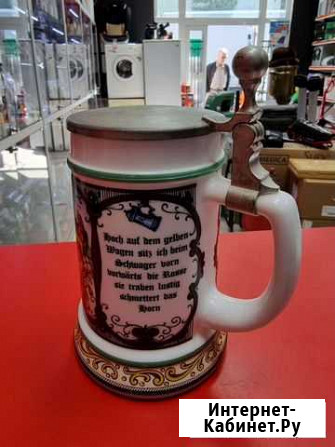 Hoch auf dem gelben
Wagen sitz ich beim
Schwager vorn
vorwärts die Rosse
sie traben lustig
schmettert das
Horn
Интернет-
Кабинет.Ру